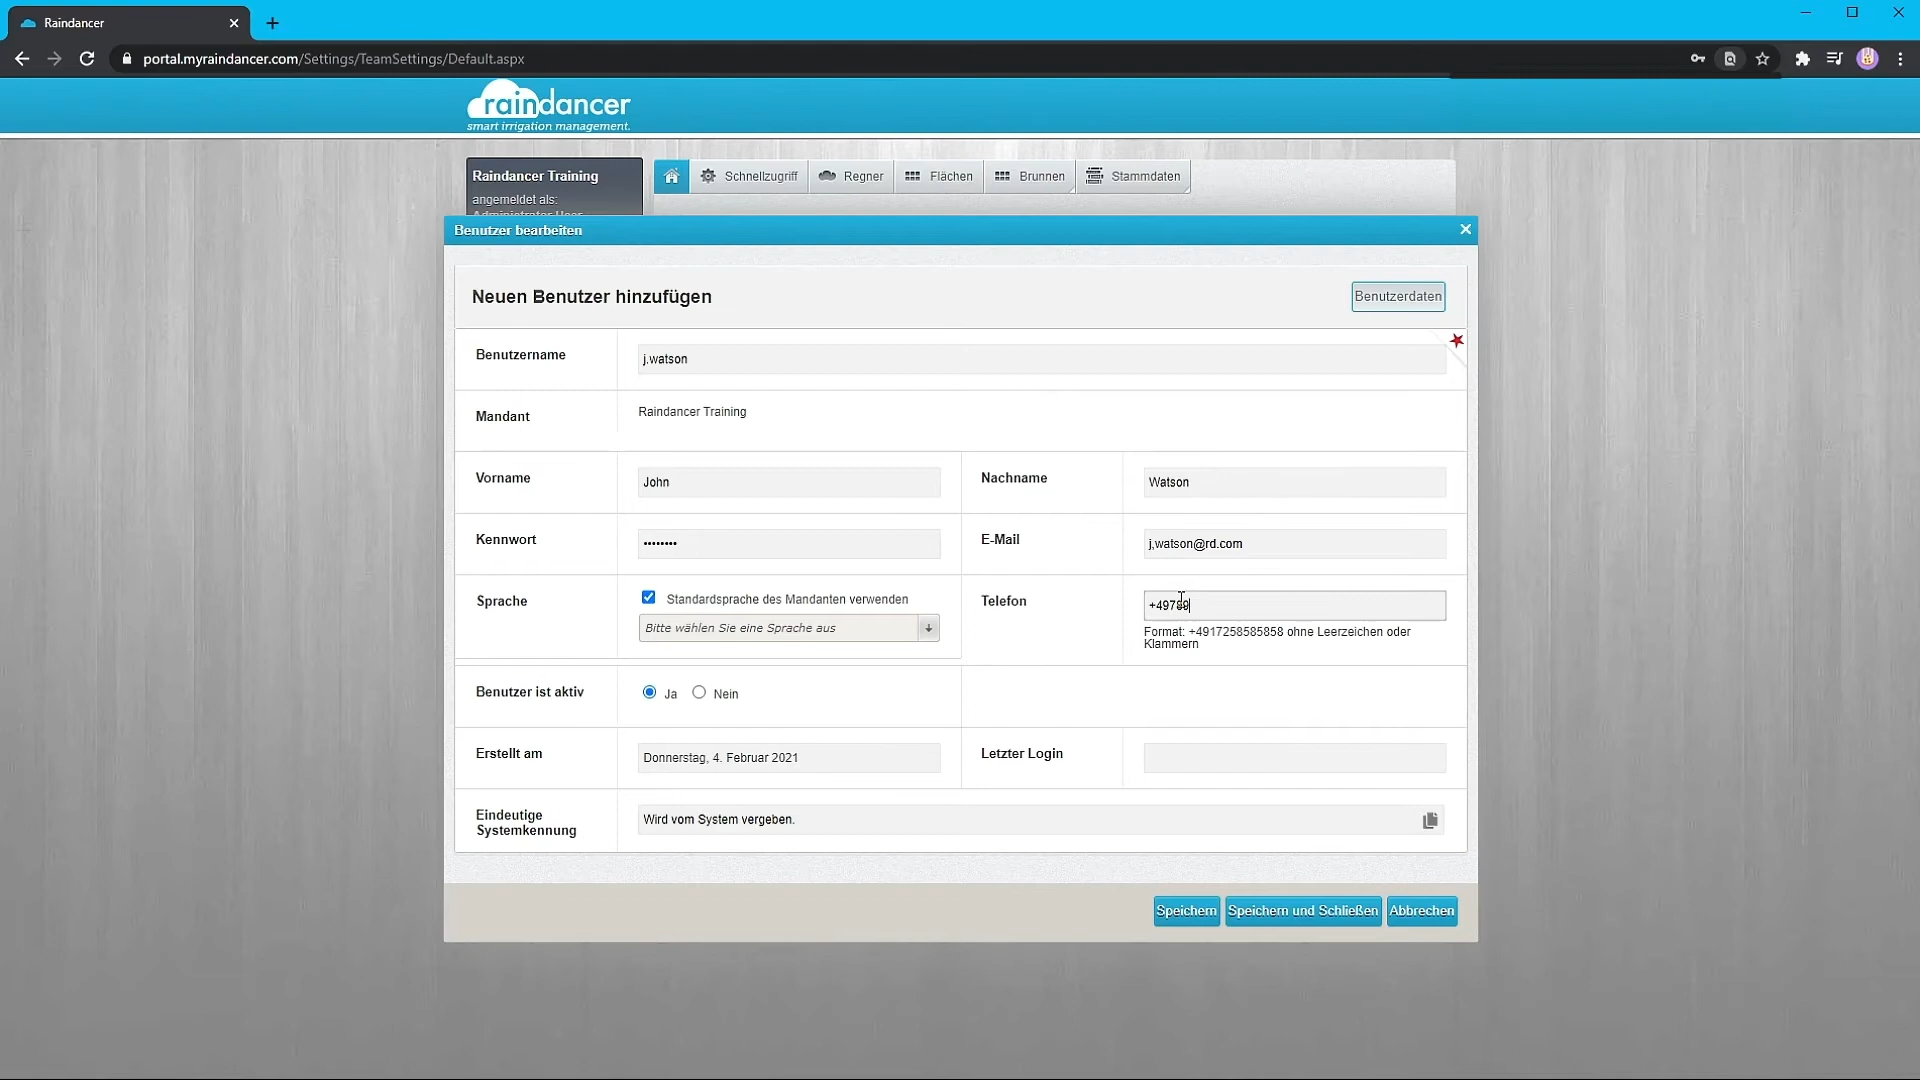 Raindancer
portal.myraindancer.com/Settings/TeamSettings/Default.aspx
raindancer
smart irrigation management.
Raindancer Training
angemeldet als:
Schnellzugriff
Regner
Flächen
Brunnen
Stammdaten
Benutzer bearbeiten
Neuen Benutzer hinzufügen
Benutzerdaten
Benutzername
j.watson
Mandant
Raindancer Training
Vorname
John
Nachname
Watson
Kennwort
••••••••
E-Mail
j,watson@rd.com
Sprache
Standardsprache des Mandanten verwenden
Bitte wählen Sie eine Sprache aus
Telefon
+49789
Format: +4917258585858 ohne Leerzeichen oder
Klammern
Benutzer ist aktiv
Ja
Nein
Erstellt am
Donnerstag, 4. Februar 2021
Letzter Login
Eindeutige
Systemkennung
Wird vom System vergeben.
Speichern
Speichern und Schließen
Abbrechen